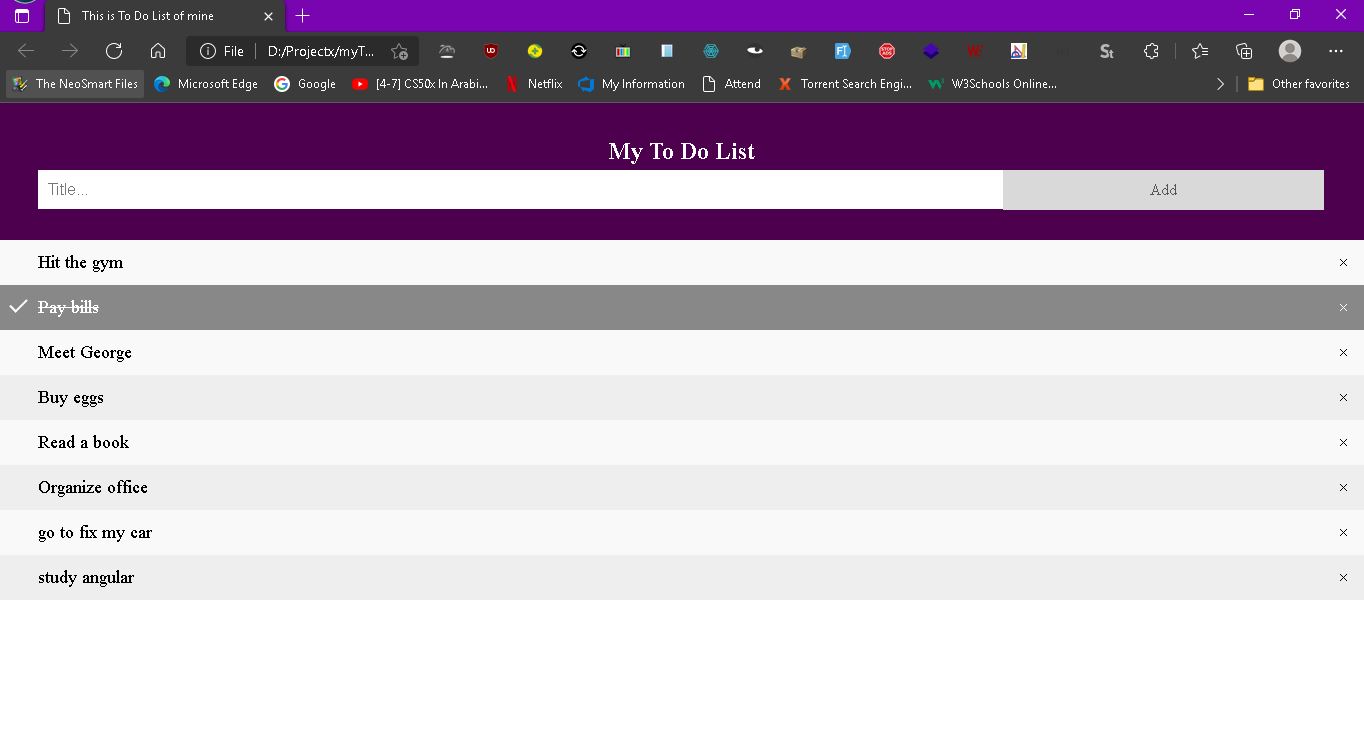 This is To Do List of mine
File D:/Projectx/myT...
The NeoSmart Files Microsoft Edge Google [4-7] CS50x In Arabi... Netflix My Information Attend Torrent Search Engi... W3Schools Online... Other favorites
My To Do List
Title... Add
Hit the gym
Pay bills
Meet George
Buy eggs
Read a book
Organize office
go to fix my car
study angular